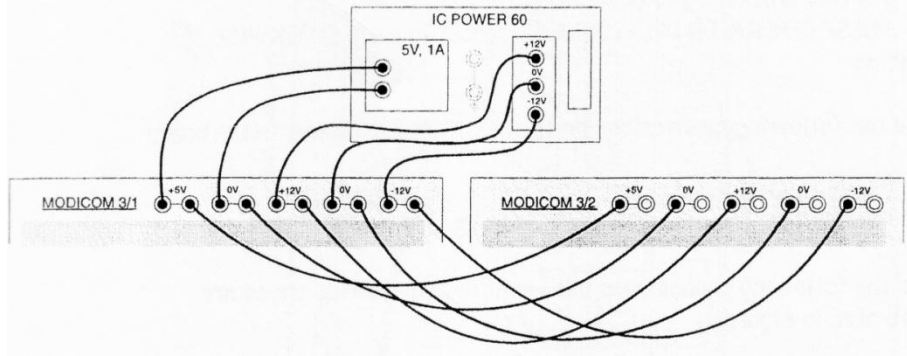 IC POWER 60
5V, 1A
+12V
0V
-12V
MODICOM 3/1 +5V 0V +12V 0V -12V
MODICOM 3/2 +5V 0V +12V 0V -12V